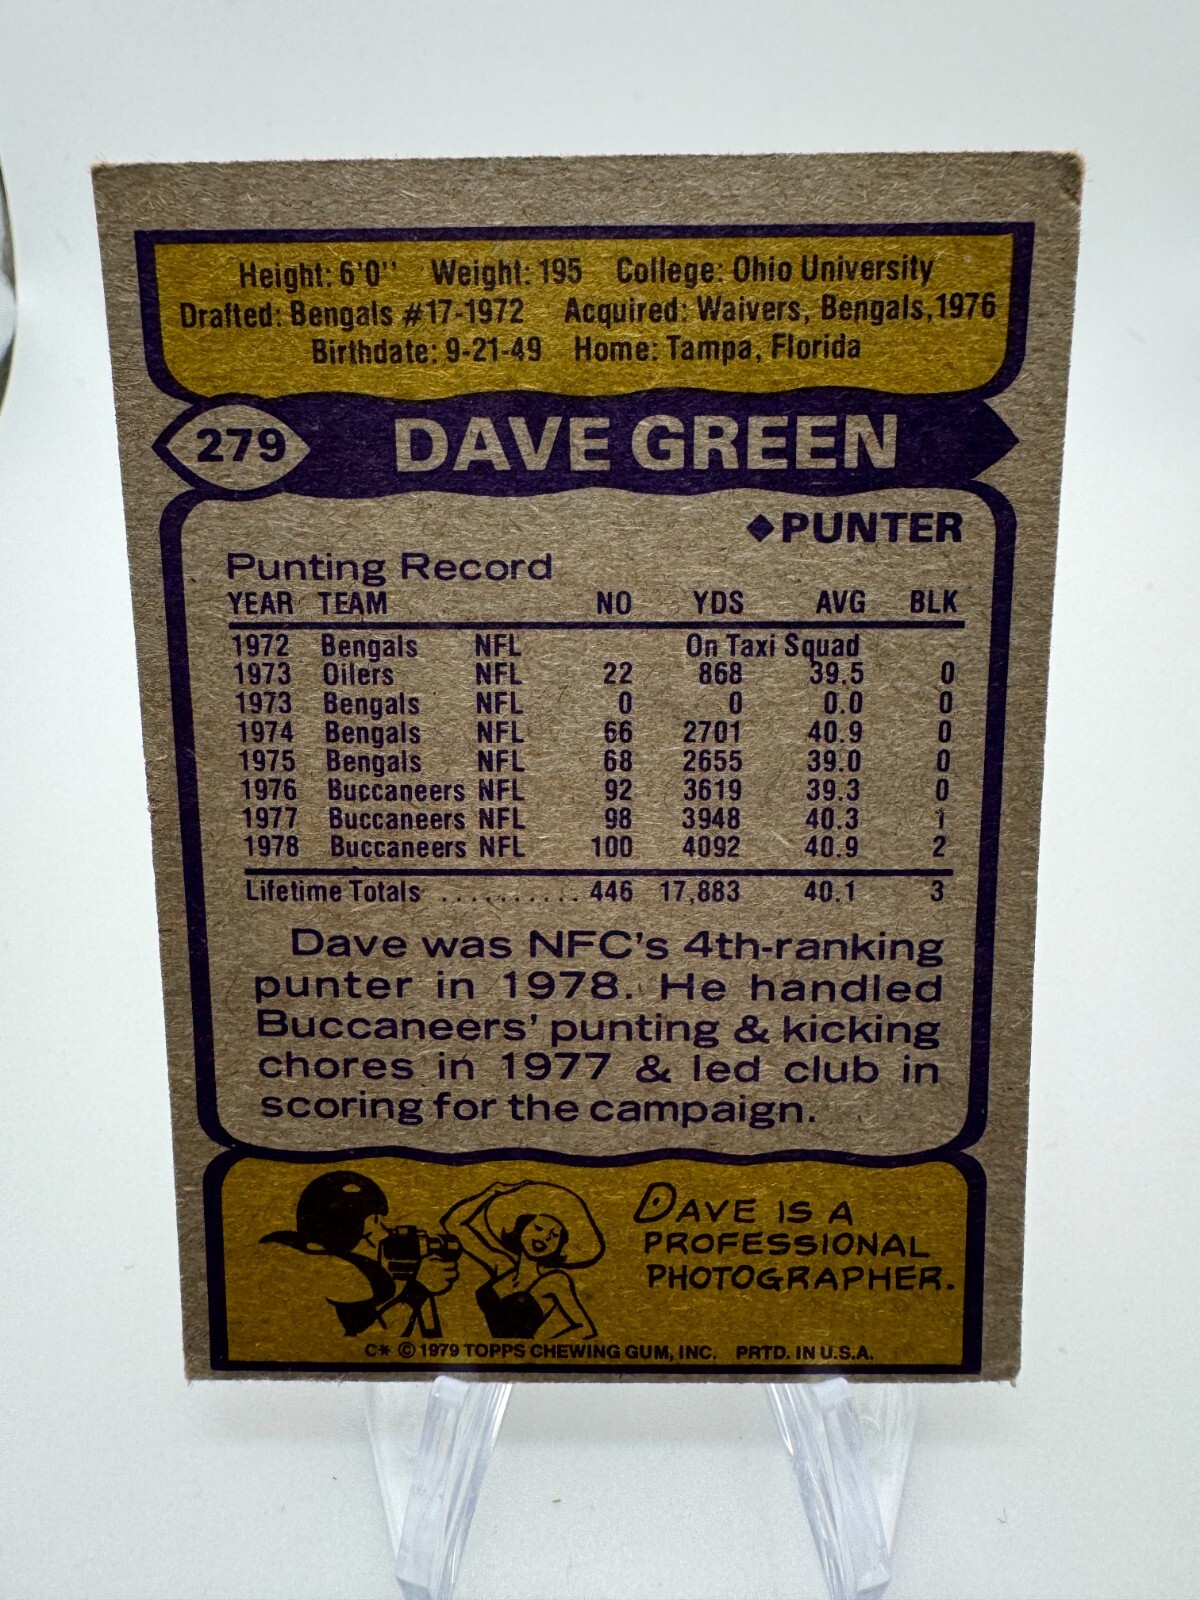 Height: 6'0" Weight: 195 College: Ohio University
Drafted: Bengals #17-1972 Acquired: Waivers, Bengals, 1976
Birthdate: 9-21-49 Home: Tampa, Florida
279 DAVE GREEN
◆PUNTER
Punting Record
YEAR TEAM NO YDS AVG BLK
1972 Bengals NFL On Taxi Squad
1973 Oilers NFL 22 868 39.5 0
1973 Bengals NFL 0 0 0.0 0
1974 Bengals NFL 66 2701 40.9 0
1975 Bengals NFL 68 2655 39.0 0
1976 Buccaneers NFL 92 3619 39.3 0
1977 Buccaneers NFL 98 3948 40.3 1
1978 Buccaneers NFL 100 4092 40.9 2
Lifetime Totals .......... 446 17,883 40.1 3
Dave was NFC's 4th-ranking
punter in 1978. He handled
Buccaneers' punting & kicking
chores in 1977 & led club in
scoring for the campaign.
DAVE IS A
PROFESSIONAL
PHOTOGRAPHER.
C* © 1979 TOPPS CHEWING GUM, INC. PRTD. IN U.S.A.